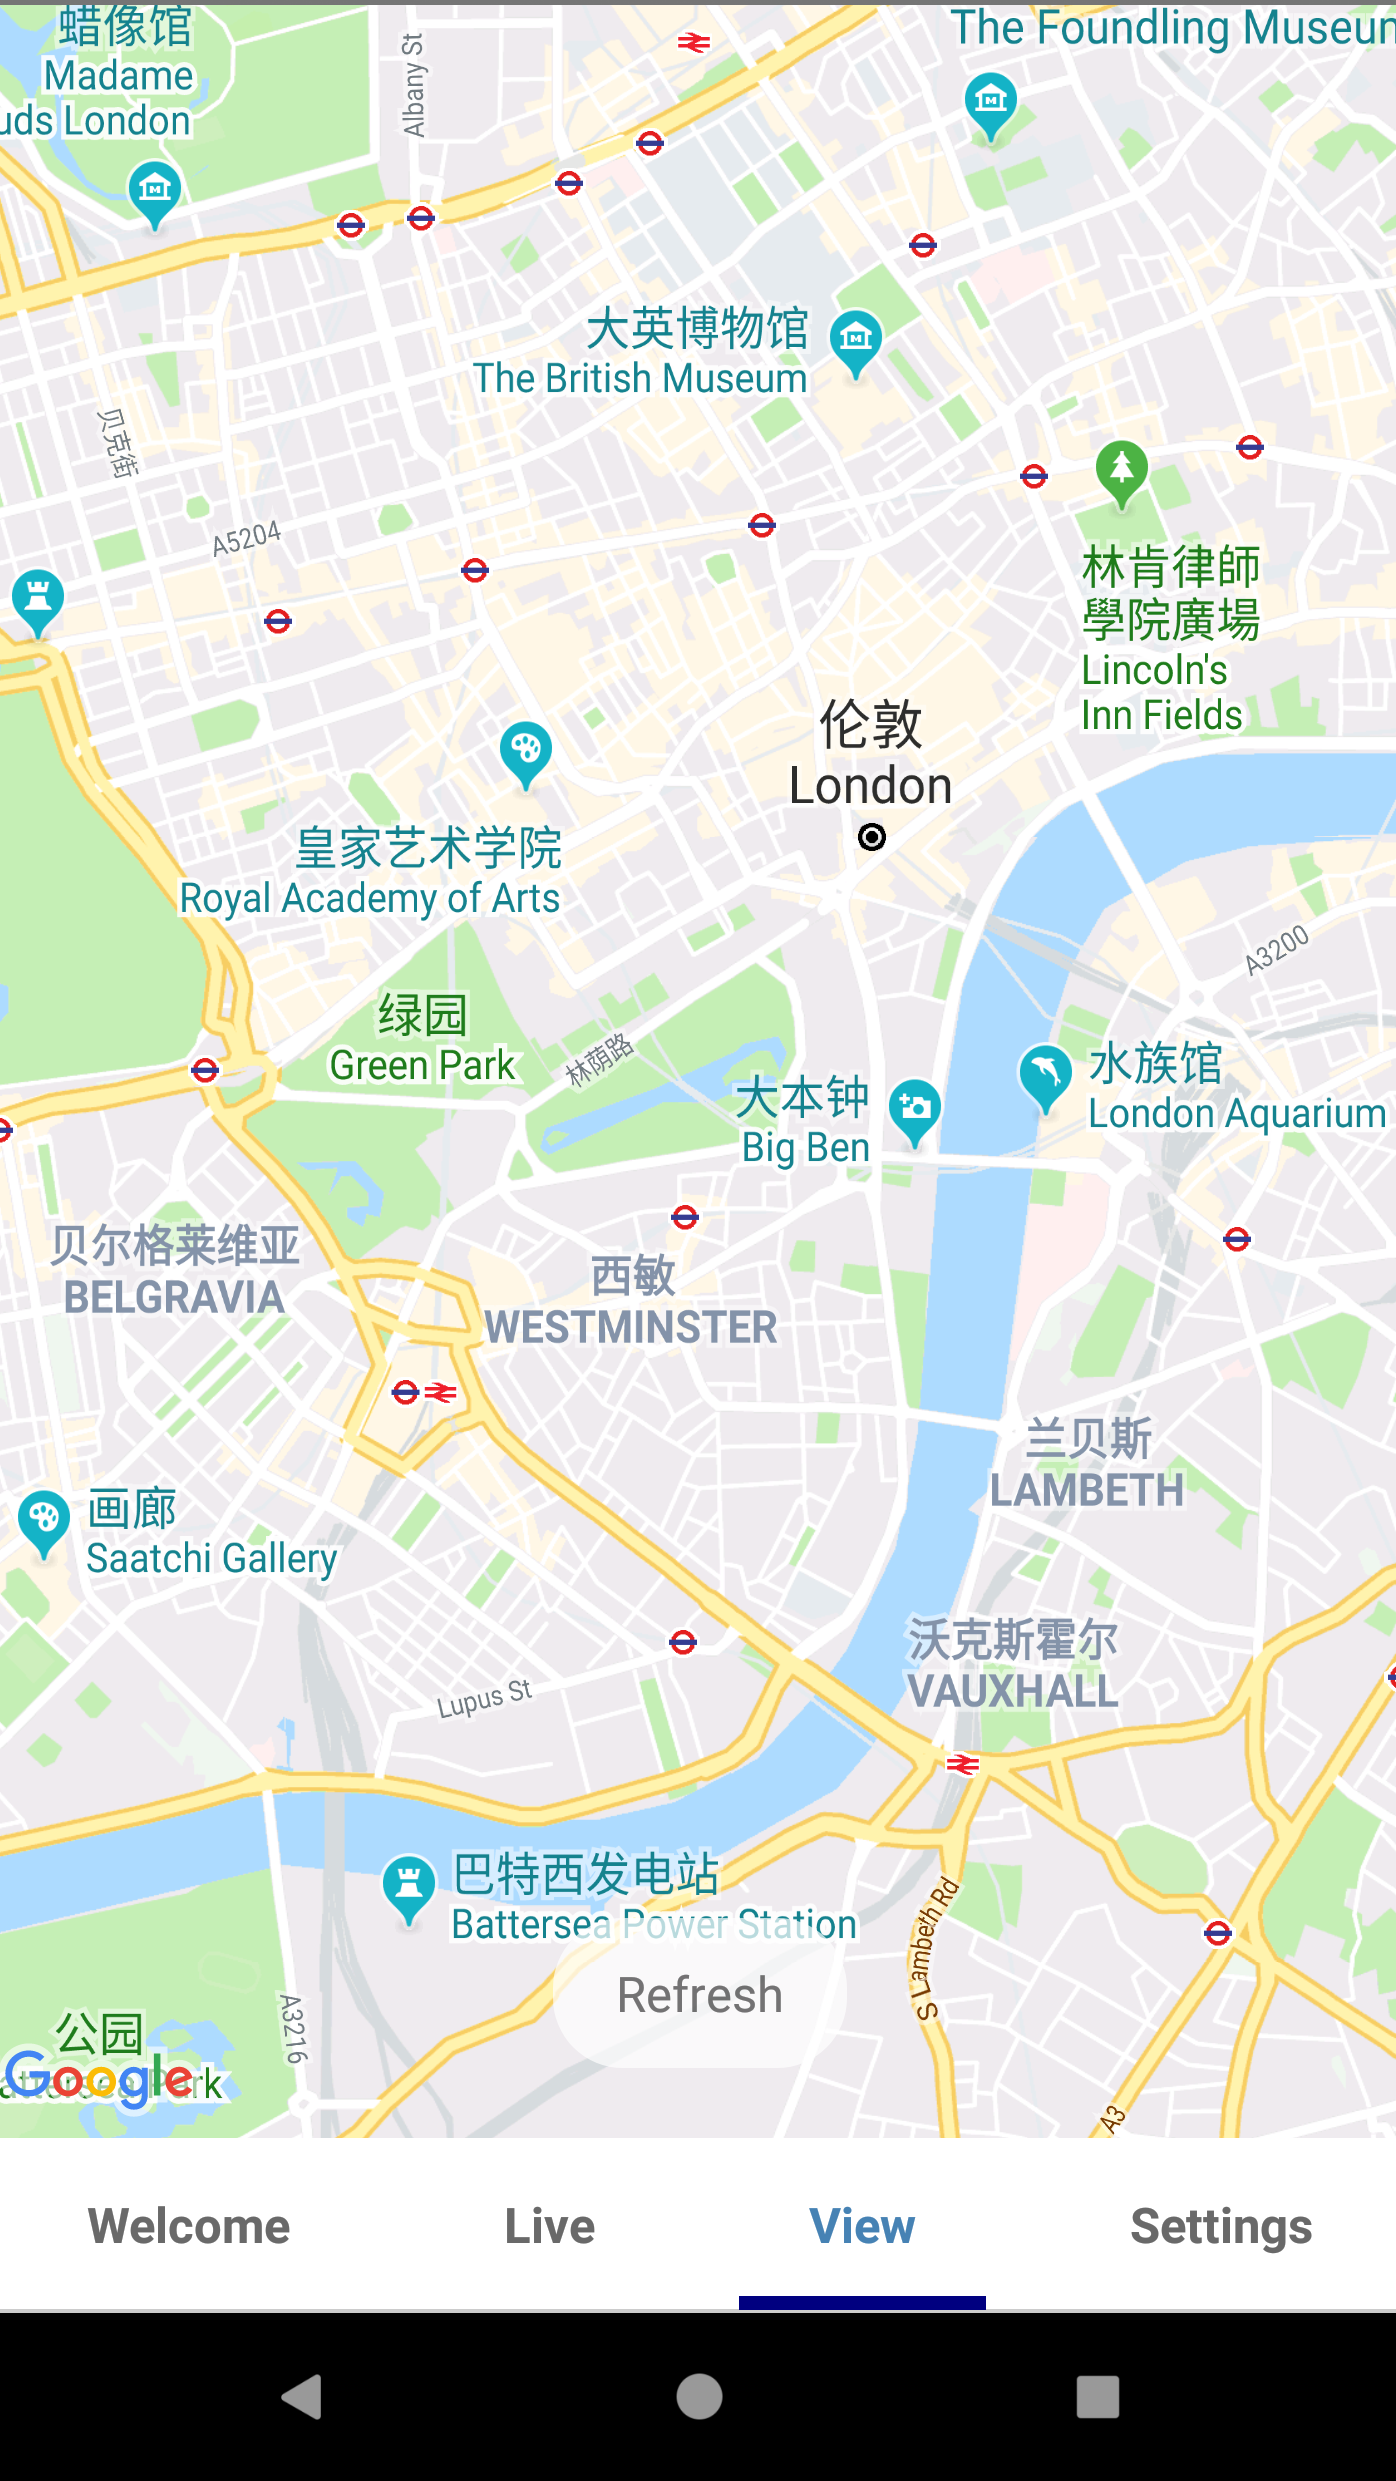 蜡像馆
Madame
uds London
Albany St
The Foundling Museum
大英博物馆
The British Museum
贝克街
A5204
林肯律師
學院廣場
Lincoln's
Inn Fields
伦敦
London
皇家艺术学院
Royal Academy of Arts
A3200
绿园
Green Park
林荫路
大本钟
Big Ben
水族馆
London Aquarium
贝尔格莱维亚
BELGRAVIA
西敏
WESTMINSTER
兰贝斯
LAMBETH
画廊
Saatchi Gallery
沃克斯霍尔
VAUXHALL
Lupus St
巴特西发电站
Battersea Power Station
S Lambeth Rd
Refresh
A3216
公园
attersea Park
Google
A3
Welcome
Live
View
Settings